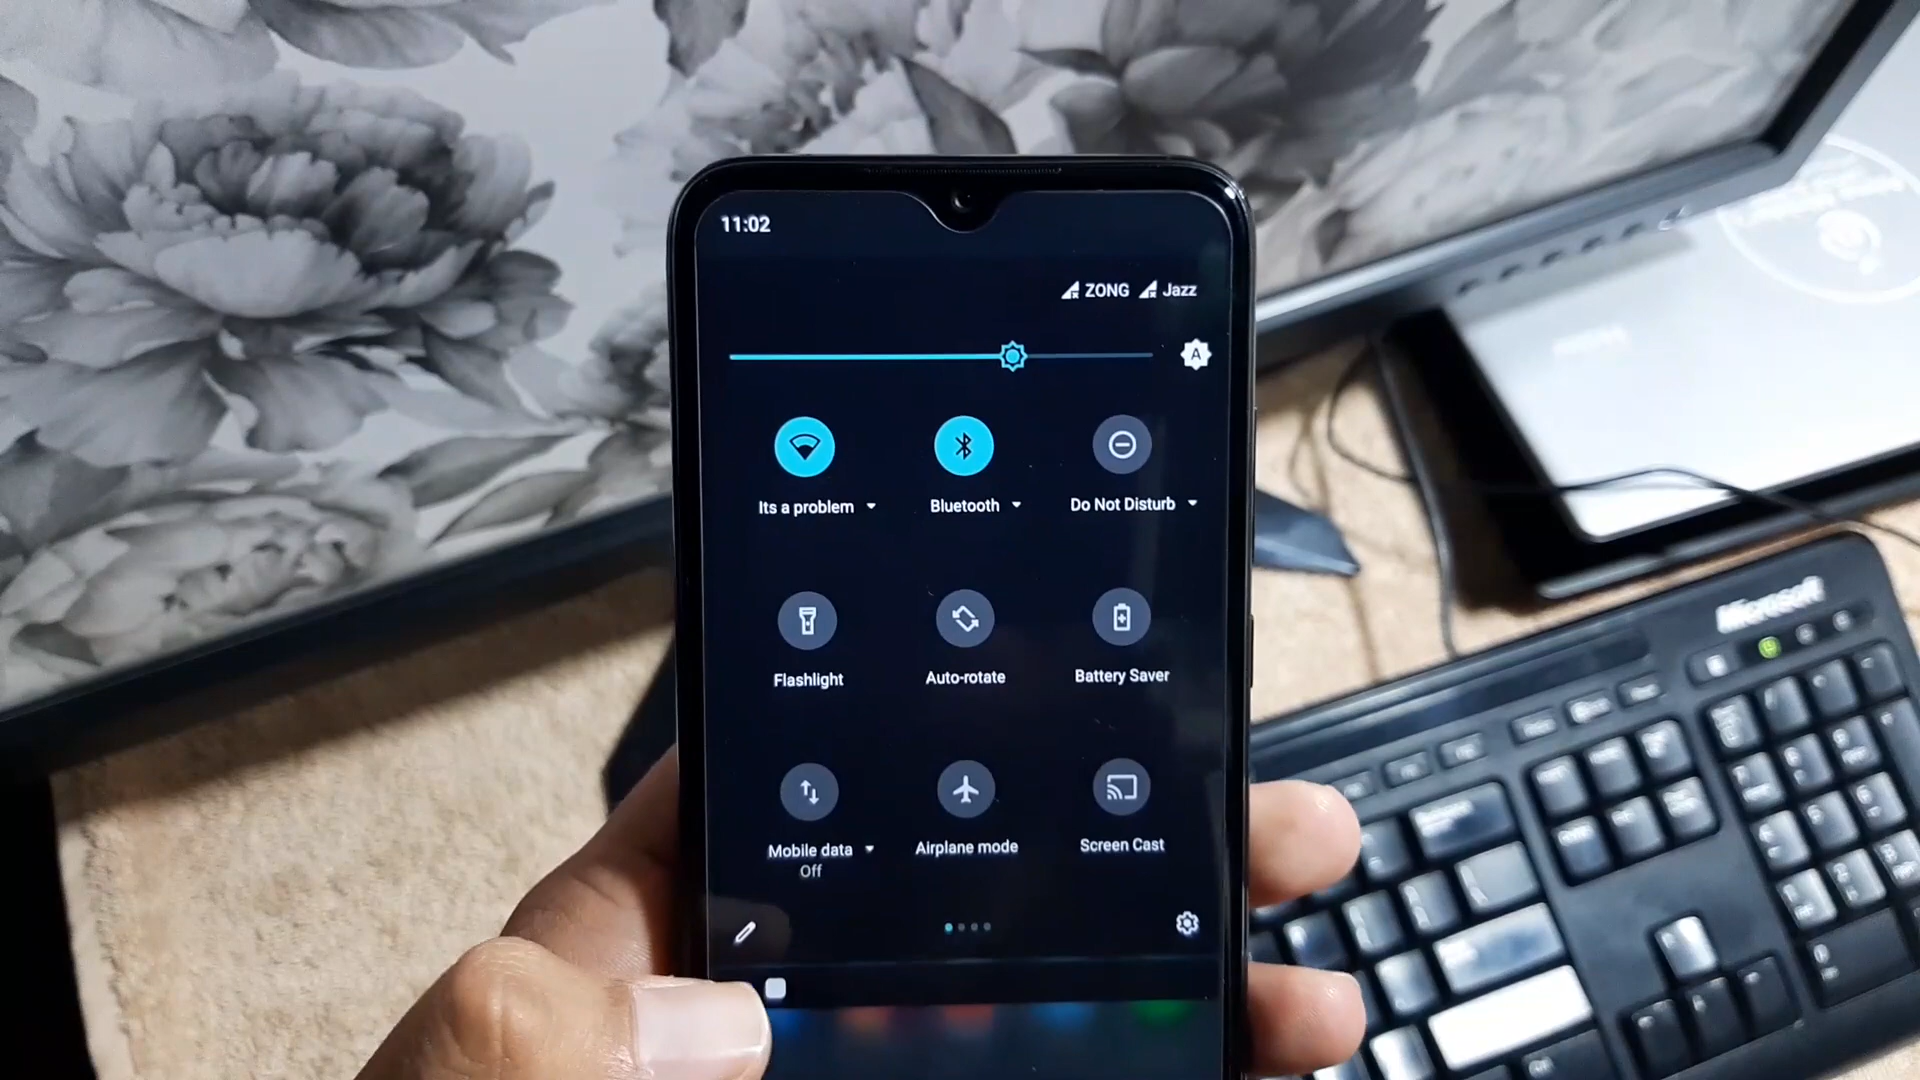 11:02
ZONG Jazz
A
Its a problem
Bluetooth
Do Not Disturb
Flashlight
Auto-rotate
Battery Saver
Mobile data
Off
Airplane mode
Screen Cast
Microsoft